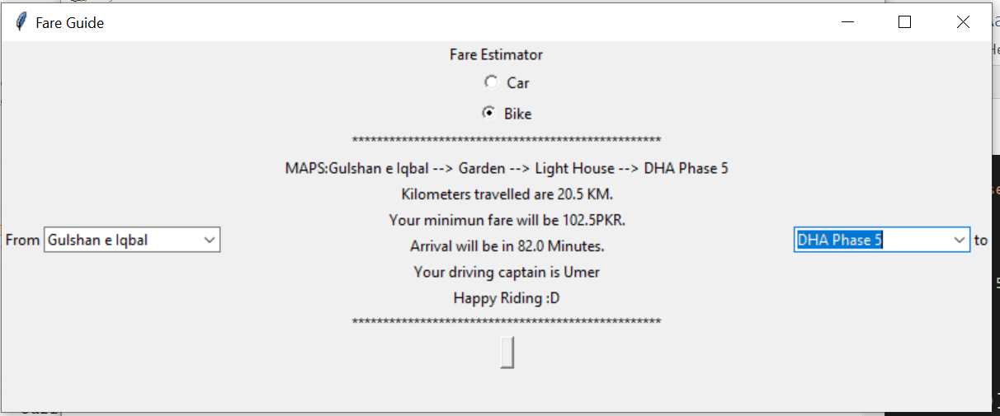 Fare Guide
Fare Estimator
Car
Bike
**************************************************
MAPS:Gulshan e Iqbal --> Garden --> Light House --> DHA Phase 5
Kilometers travelled are 20.5 KM.
Your minimun fare will be 102.5PKR.
From Gulshan e Iqbal
DHA Phase 5 to
Arrival will be in 82.0 Minutes.
Your driving captain is Umer
Happy Riding :D
**************************************************